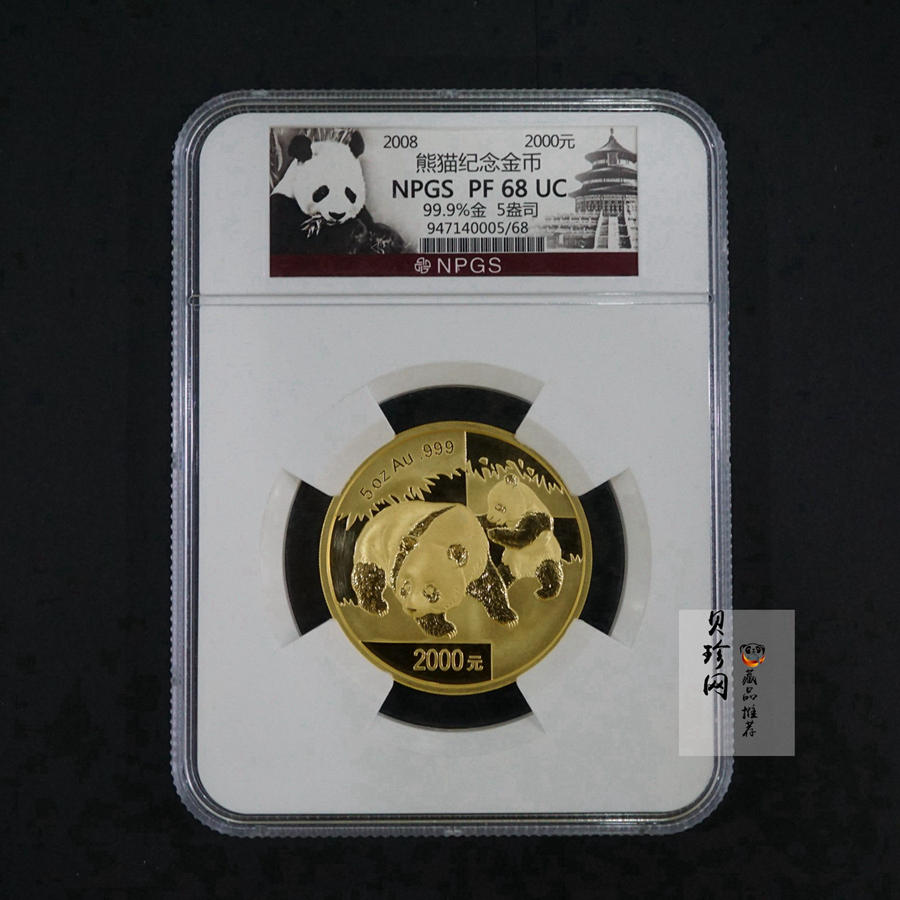 2008 2000元
熊猫纪念金币
NPGS PF 68 UC
99.9%金 5盎司
947140005/68
NPGS
5oz Au .999
2000元
贝珍网
藏品推荐